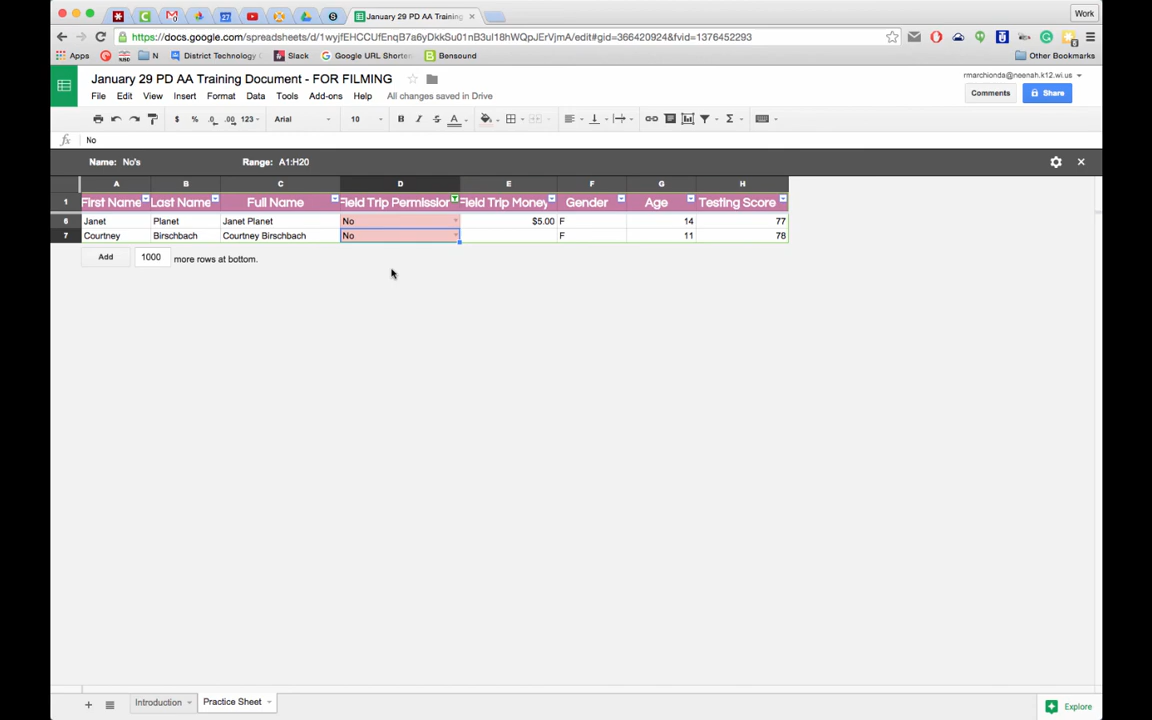 January 29 PD AA Training ×
Work
https://docs.google.com/spreadsheets/d/1wyjfEHCCUfEnqB7a6yDkkSu01nB3ul18hWQpJErVjmA/edit#gid=366420924&fvid=1376452293
Apps
N
District Technology
Slack
Google URL Shorte
Bensound
Other Bookmarks
January 29 PD AA Training Document - FOR FILMING
rmarchionda@neenah.k12.wi.us
File Edit View Insert Format Data Tools Add-ons Help All changes saved in Drive
Comments
Share
$ % .0 .00 123 Arial 10 B I S A
fx No
Name: No's Range: A1:H20
A B C D E F G H
1 First Name Last Name Full Name Field Trip Permission Field Trip Money Gender Age Testing Score
6 Janet Planet Janet Planet No $5.00 F 14 77
7 Courtney Birschbach Courtney Birschbach No F 11 78
Add 1000 more rows at bottom.
+ Introduction Practice Sheet
Explore